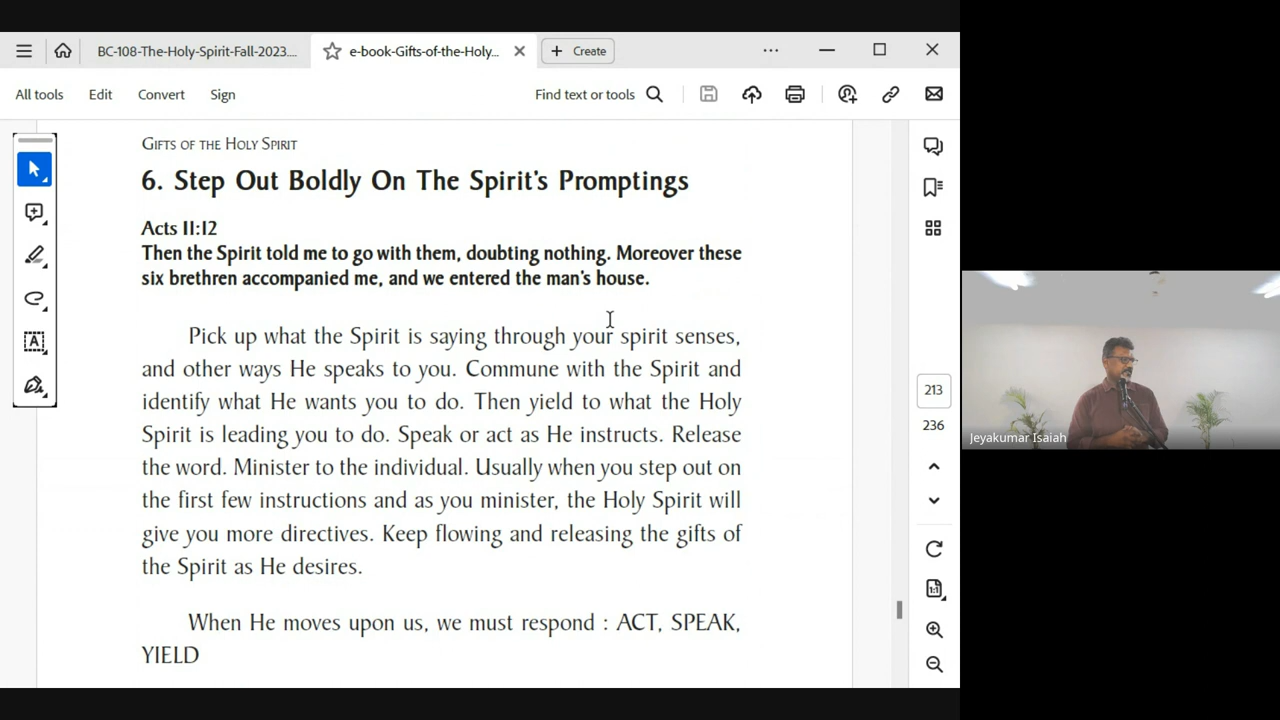 BC-108-The-Holy-Spirit-Fall-2023....
e-book-Gifts-of-the-Holy...
Create
All tools
Edit
Convert
Sign
Find text or tools
GIFTS OF THE HOLY SPIRIT
6. Step Out Boldly On The Spirit's Promptings
Acts 11:12
Then the Spirit told me to go with them, doubting nothing. Moreover these
six brethren accompanied me, and we entered the man's house.
Pick up what the Spirit is saying through your spirit senses,
and other ways He speaks to you. Commune with the Spirit and
identify what He wants you to do. Then yield to what the Holy
Spirit is leading you to do. Speak or act as He instructs. Release
the word. Minister to the individual. Usually when you step out on
the first few instructions and as you minister, the Holy Spirit will
give you more directives. Keep flowing and releasing the gifts of
the Spirit as He desires.
When He moves upon us, we must respond : ACT, SPEAK,
YIELD
213
236
Jeyakumar Isaiah